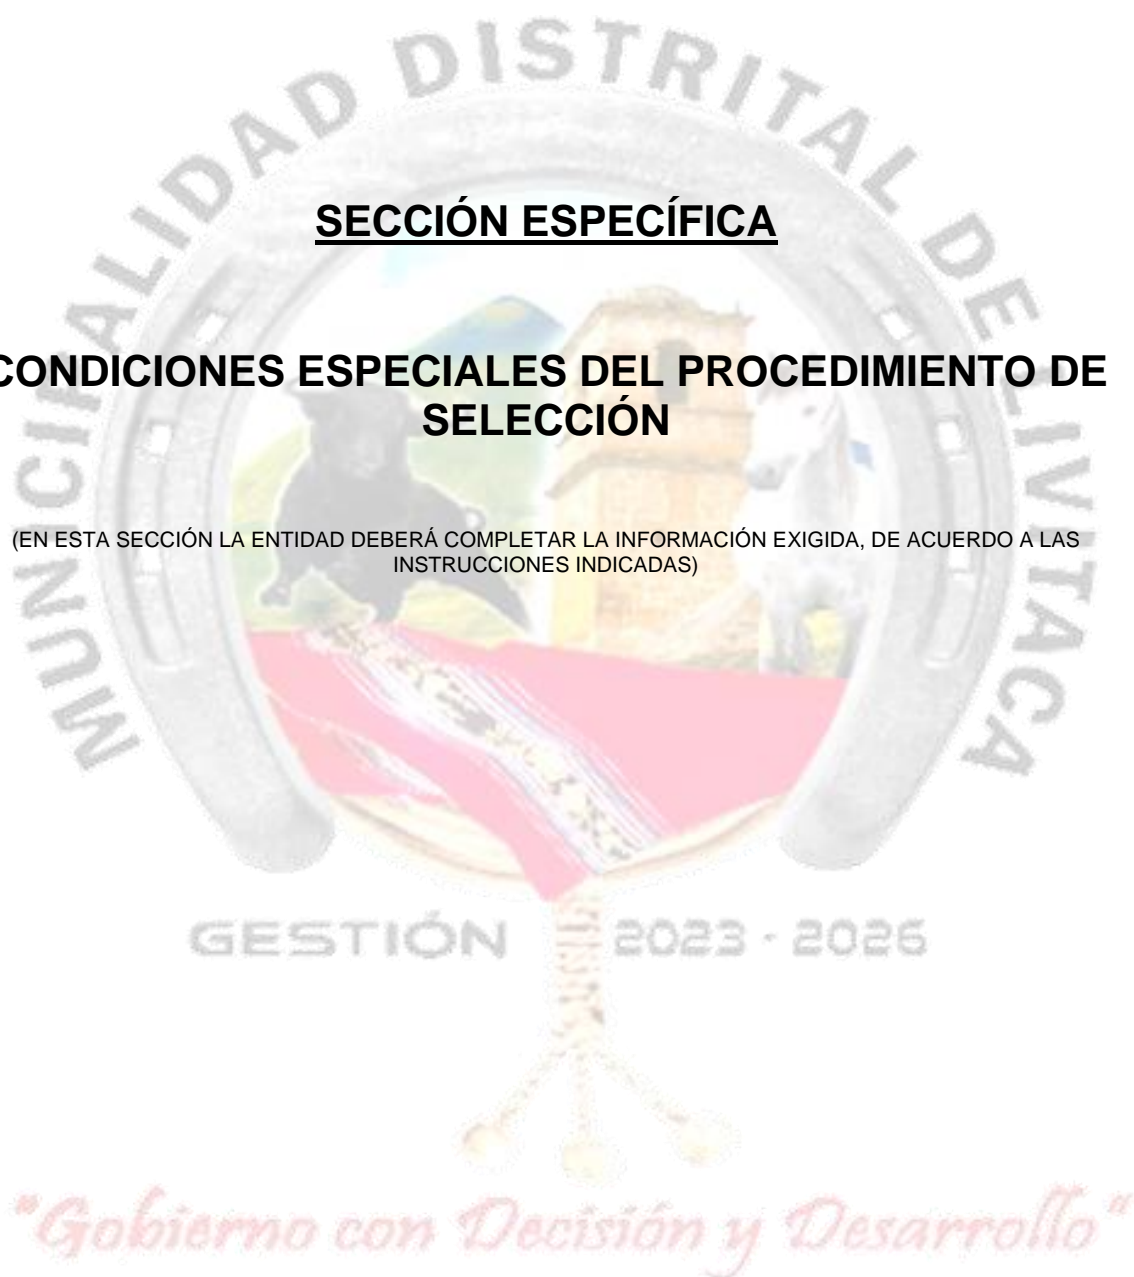 MUNICIPALIDAD DISTRITAL DE LIVITACA
SECCIÓN ESPECÍFICA
CONDICIONES ESPECIALES DEL PROCEDIMIENTO DE
SELECCIÓN
(EN ESTA SECCIÓN LA ENTIDAD DEBERÁ COMPLETAR LA INFORMACIÓN EXIGIDA, DE ACUERDO A LAS
INSTRUCCIONES INDICADAS)
GESTIÓN 2023 - 2026
"Gobierno con Decisión y Desarrollo"